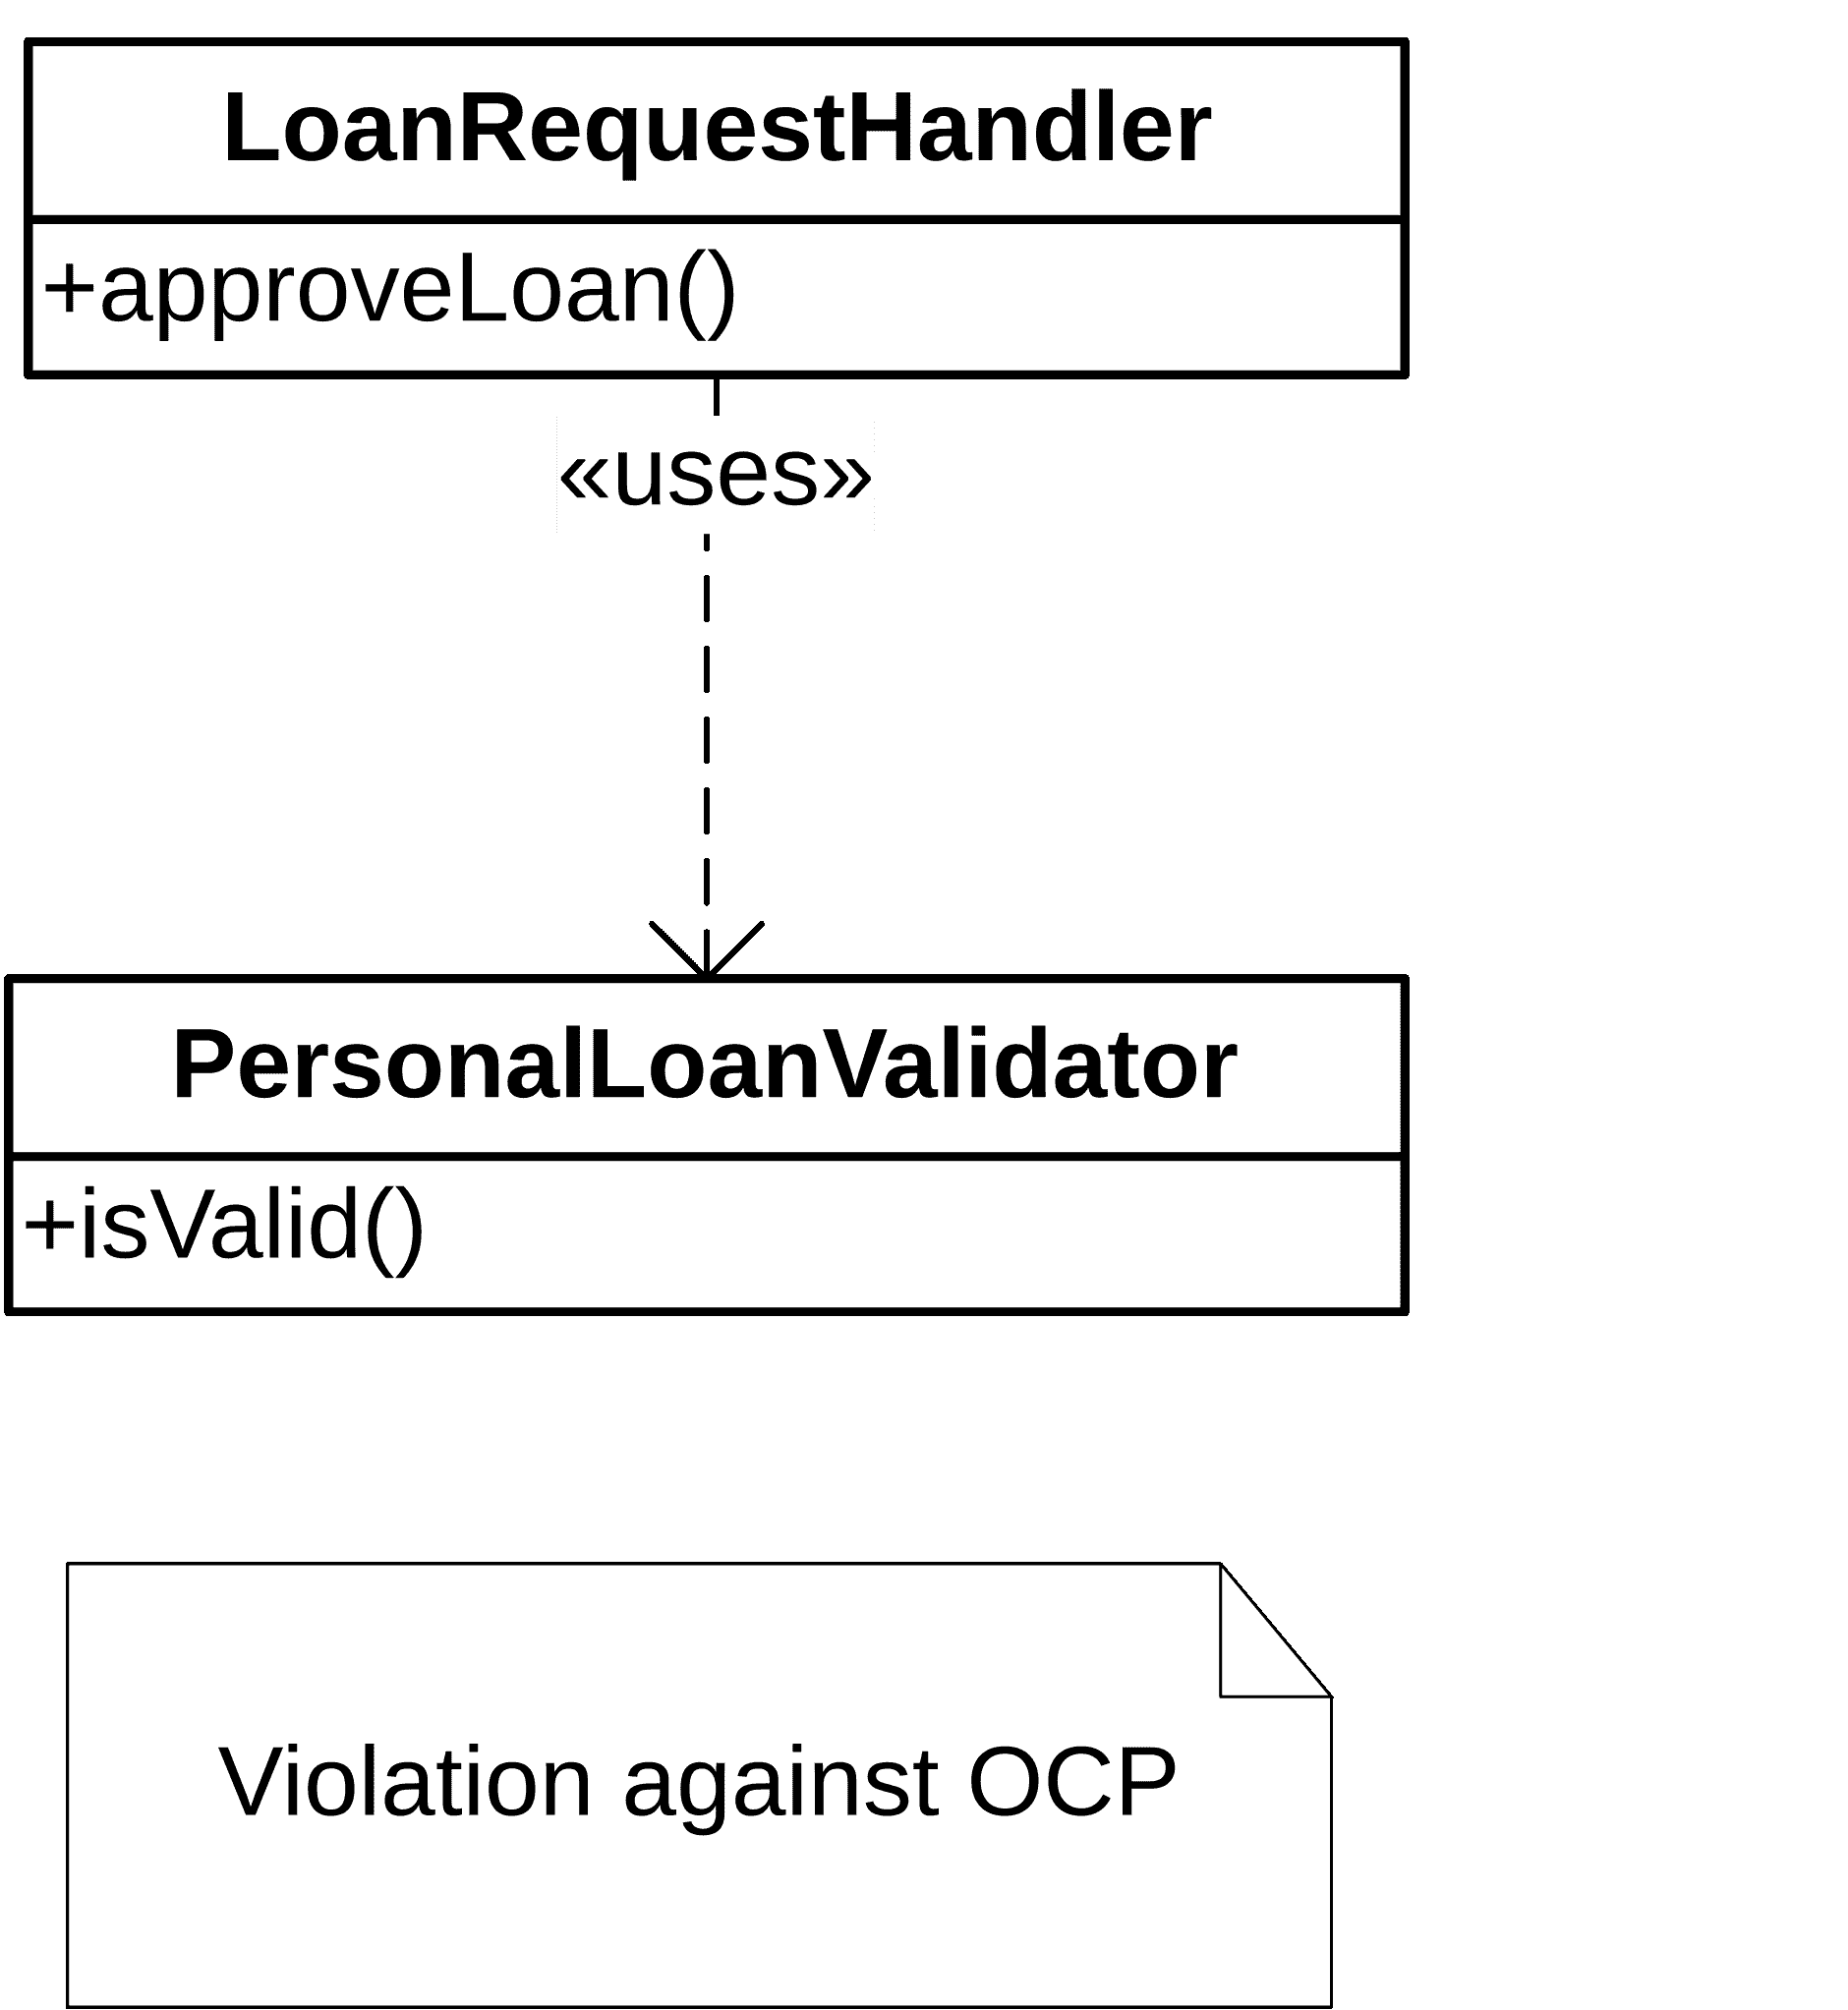 LoanRequestHandler
+approveLoan()
«uses»
PersonalLoanValidator
+isValid()
Violation against OCP